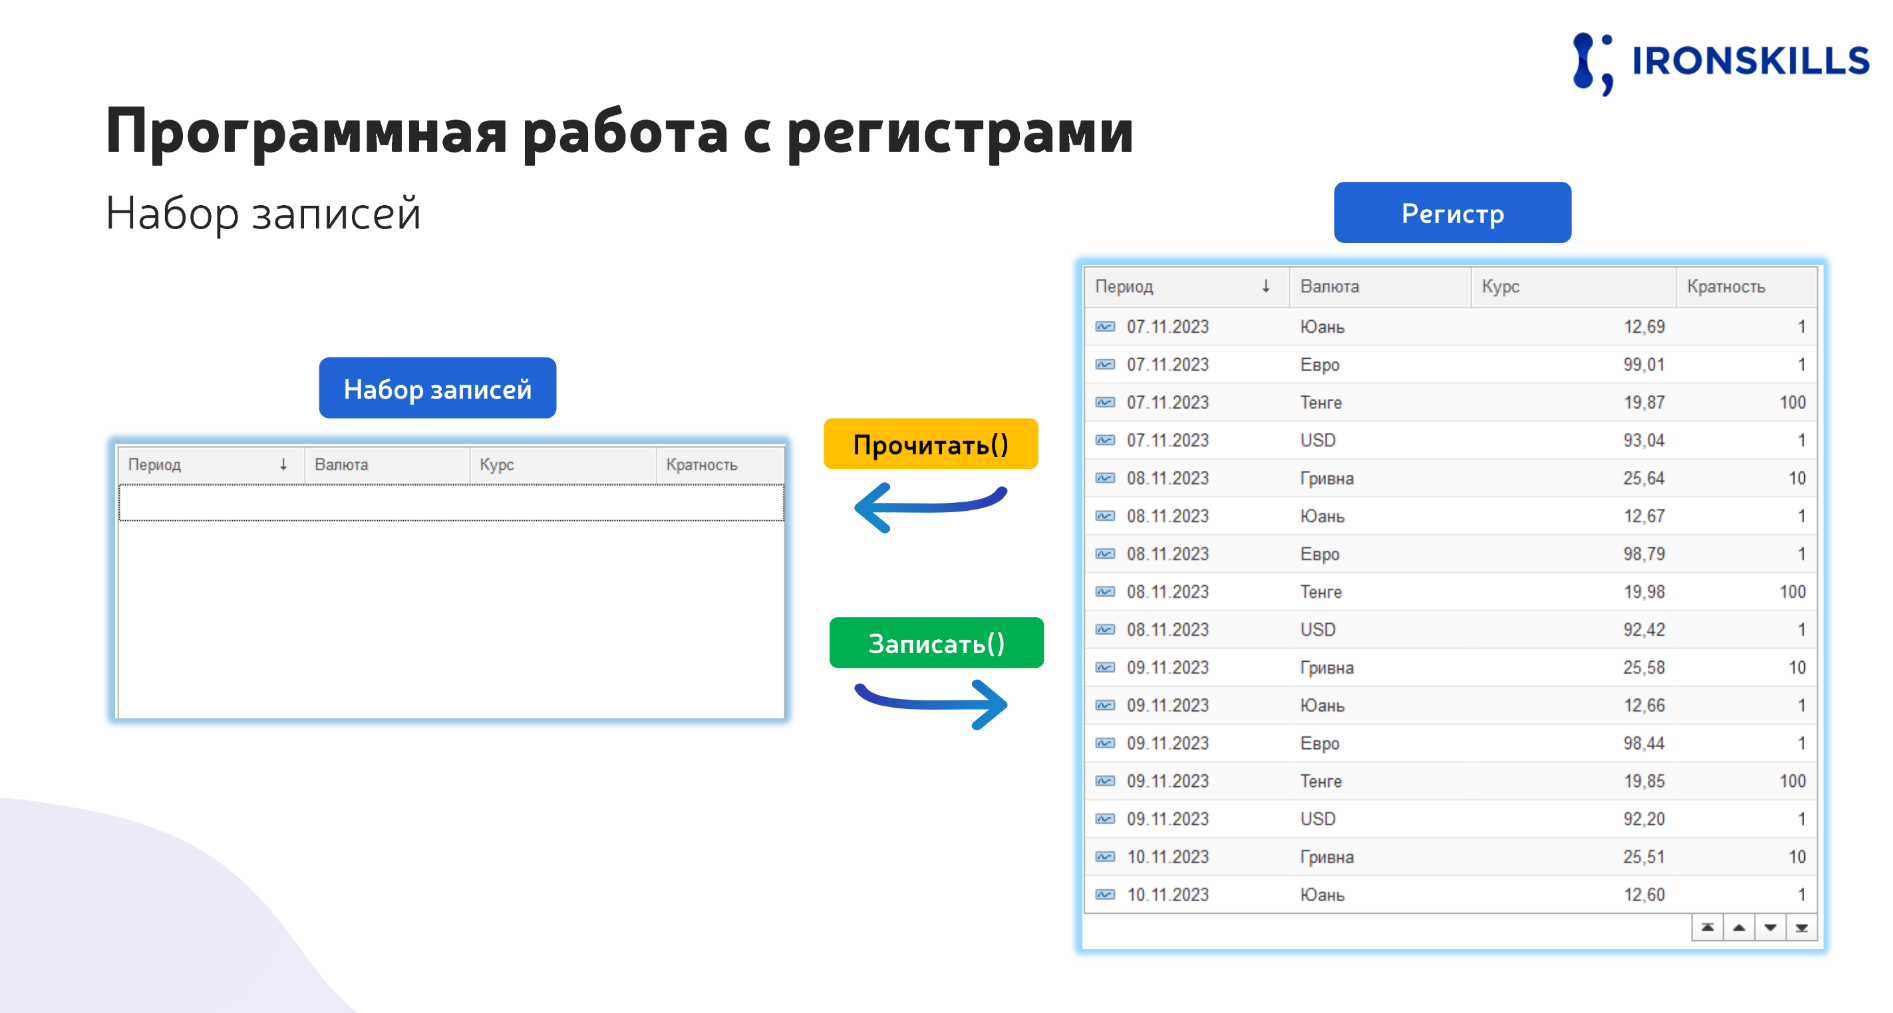 IRONSKILLS
Программная работа с регистрами
Набор записей
Регистр
Период ↓ Валюта Курс Кратность
07.11.2023 Юань 12,69 1
07.11.2023 Евро 99,01 1
07.11.2023 Тенге 19,87 100
07.11.2023 USD 93,04 1
08.11.2023 Гривна 25,64 10
08.11.2023 Юань 12,67 1
08.11.2023 Евро 98,79 1
08.11.2023 Тенге 19,98 100
08.11.2023 USD 92,42 1
09.11.2023 Гривна 25,58 10
09.11.2023 Юань 12,66 1
09.11.2023 Евро 98,44 1
09.11.2023 Тенге 19,85 100
09.11.2023 USD 92,20 1
10.11.2023 Гривна 25,51 10
10.11.2023 Юань 12,60 1
Набор записей
Период ↓ Валюта Курс Кратность
Прочитать()
Записать()